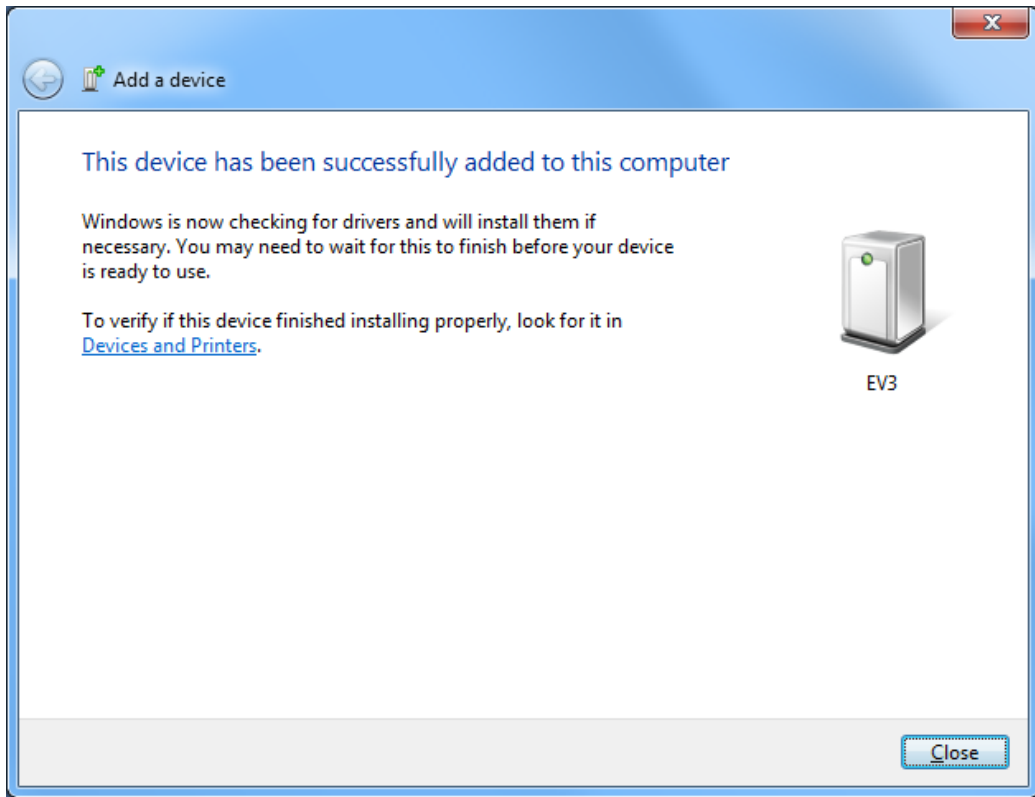 Add a device
This device has been successfully added to this computer
Windows is now checking for drivers and will install them if
necessary. You may need to wait for this to finish before your device
is ready to use.
To verify if this device finished installing properly, look for it in
Devices and Printers.
EV3
Close